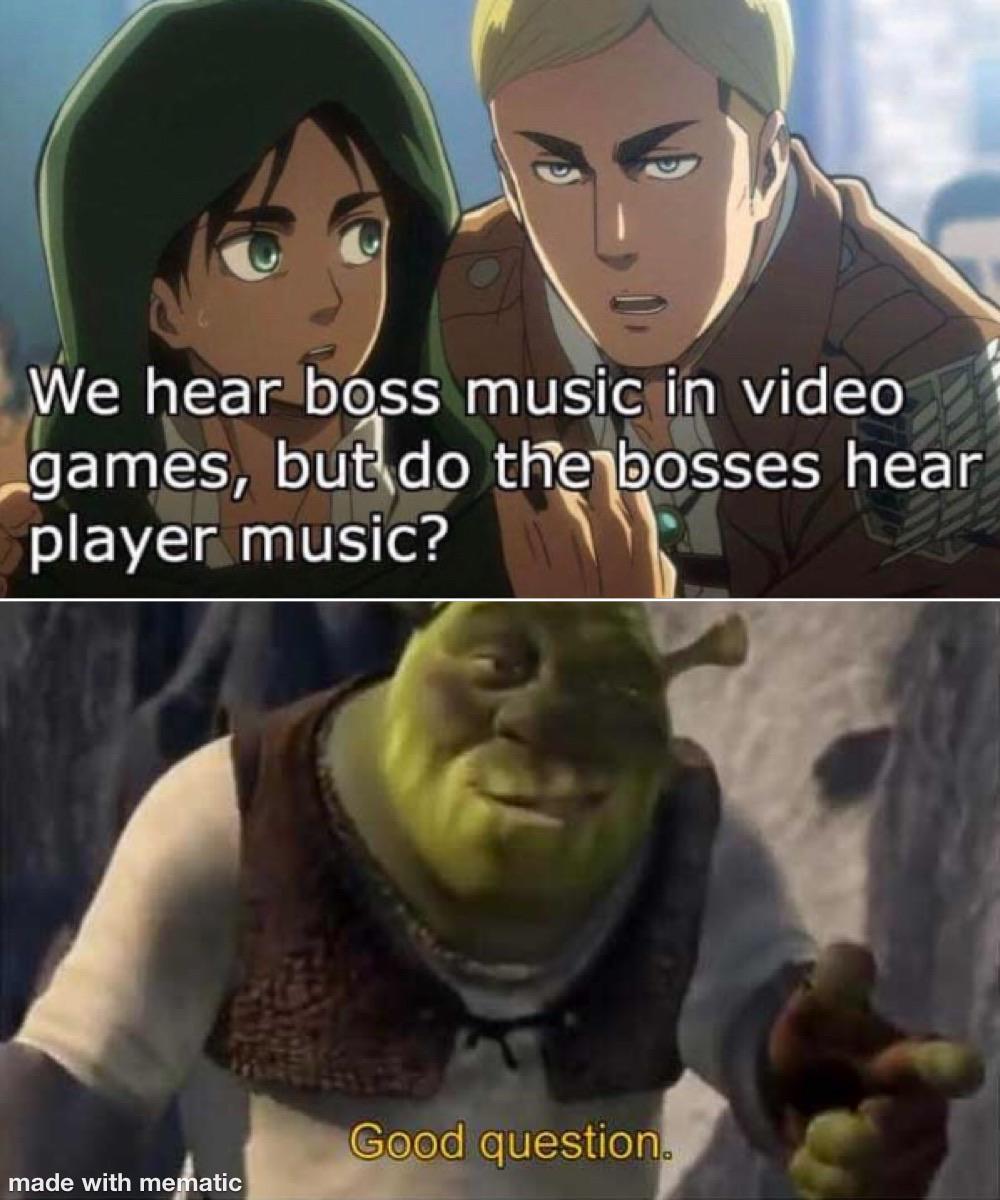 We hear boss music in video
games, but do the bosses hear
player music?
Good question.
made with mematic